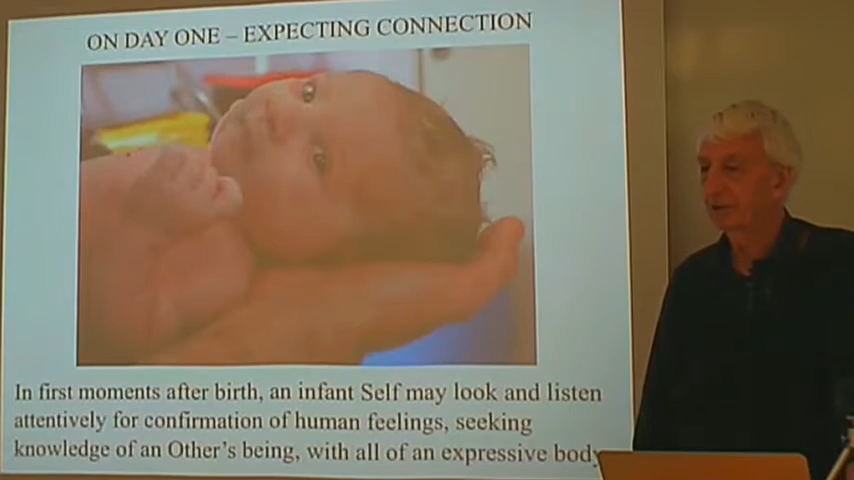 ON DAY ONE – EXPECTING CONNECTION
In first moments after birth, an infant Self may look and listen
attentively for confirmation of human feelings, seeking
knowledge of an Other's being, with all of an expressive body